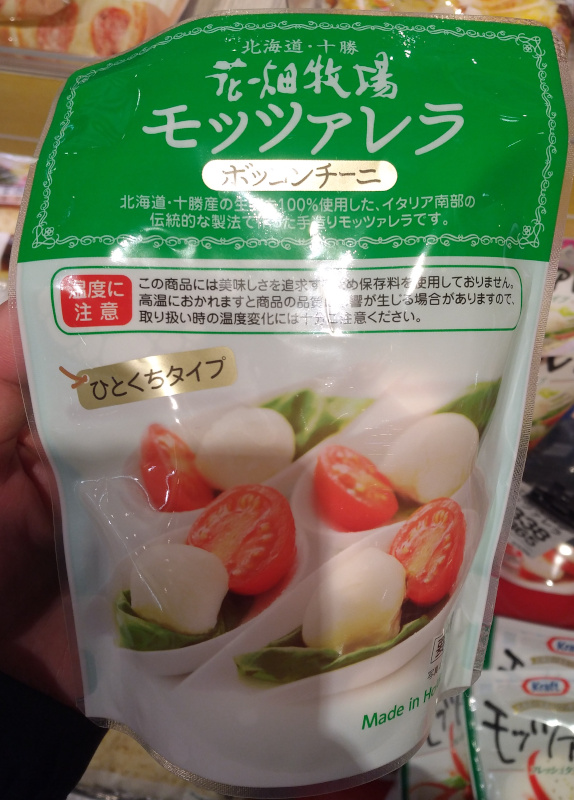 北海道・十勝
花畑牧場
モッツァレラ
ボッコンチーニ
北海道・十勝産の生乳を100%使用した、イタリア南部の
伝統的な製法で作った手造りモッツァレラです。
温度に
注意
この商品には美味しさを追求するため保存料を使用しておりません。
高温におかれますと商品の品質に影響が生じる場合がありますので、
取り扱い時の温度変化には十分ご注意ください。
ひとくちタイプ
Made in
Kraft
Kraft